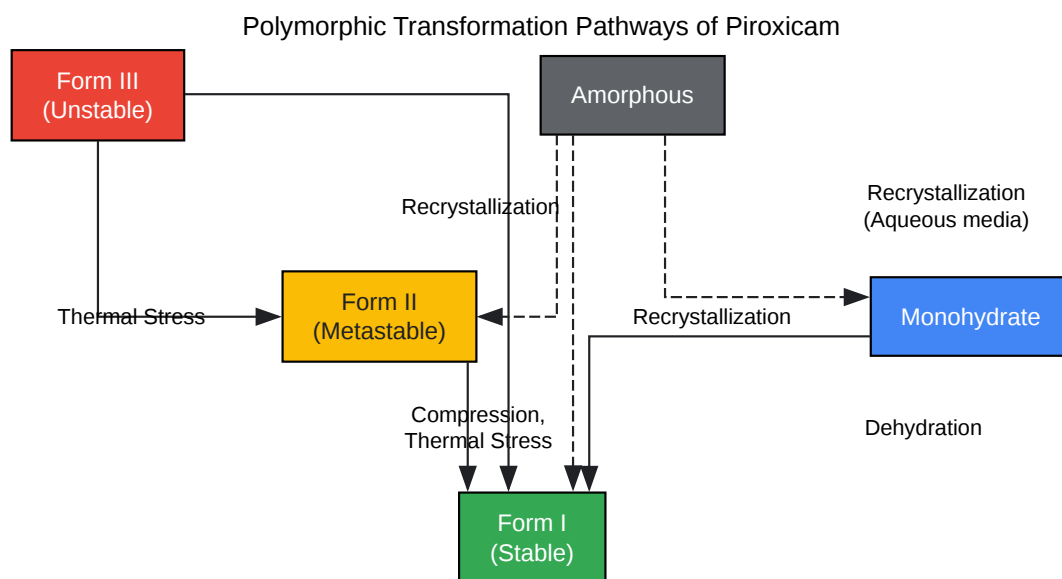 Polymorphic Transformation Pathways of Piroxicam
Form III
(Unstable)
Amorphous
Recrystallization
Recrystallization
(Aqueous media)
Form II
(Metastable)
Thermal Stress
Recrystallization
Monohydrate
Compression,
Thermal Stress
Dehydration
Form I
(Stable)